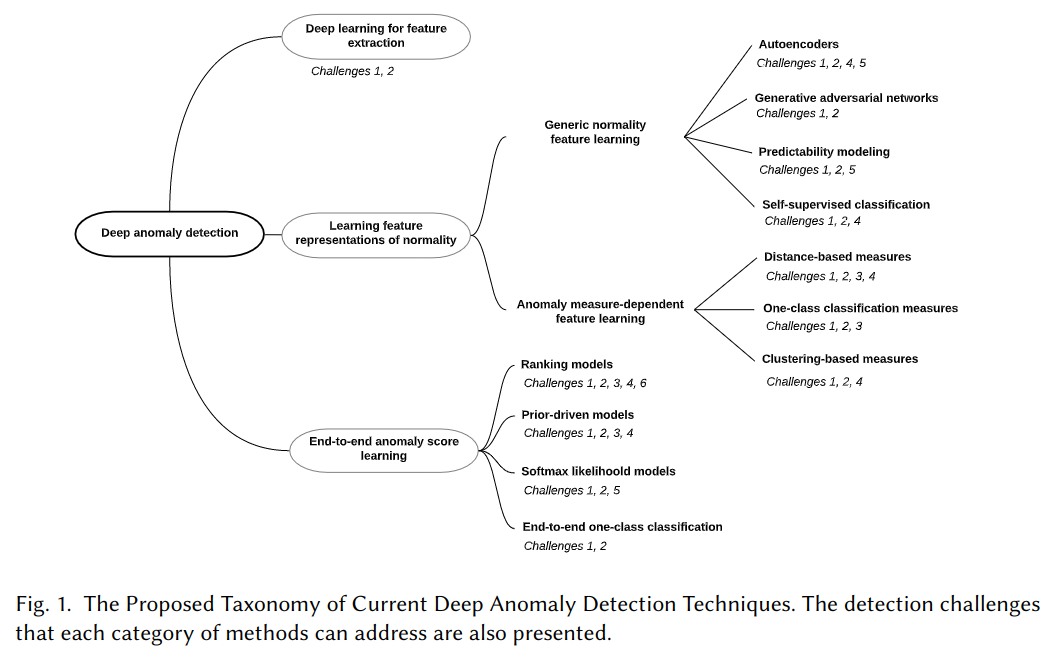 Deep learning for feature
extraction
Challenges 1, 2
Deep anomaly detection
Learning feature
representations of normality
Generic normality
feature learning
Autoencoders
Challenges 1, 2, 4, 5
Generative adversarial networks
Challenges 1, 2
Predictability modeling
Challenges 1, 2, 5
Self-supervised classification
Challenges 1, 2, 4
Anomaly measure-dependent
feature learning
Distance-based measures
Challenges 1, 2, 3, 4
One-class classification measures
Challenges 1, 2, 3
Clustering-based measures
Challenges 1, 2, 4
End-to-end anomaly score
learning
Ranking models
Challenges 1, 2, 3, 4, 6
Prior-driven models
Challenges 1, 2, 3, 4
Softmax likelihoold models
Challenges 1, 2, 5
End-to-end one-class classification
Challenges 1, 2
Fig. 1. The Proposed Taxonomy of Current Deep Anomaly Detection Techniques. The detection challenges
that each category of methods can address are also presented.